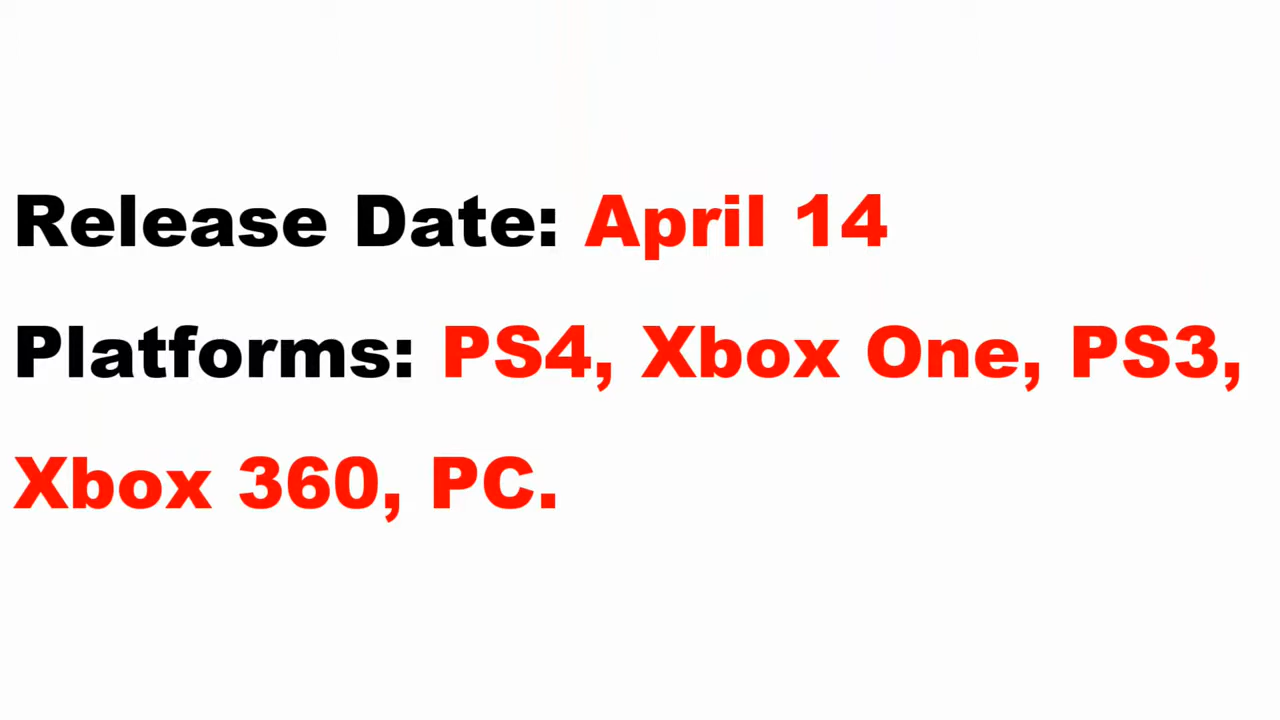 Release Date: April 14
Platforms: PS4, Xbox One, PS3,
Xbox 360, PC.